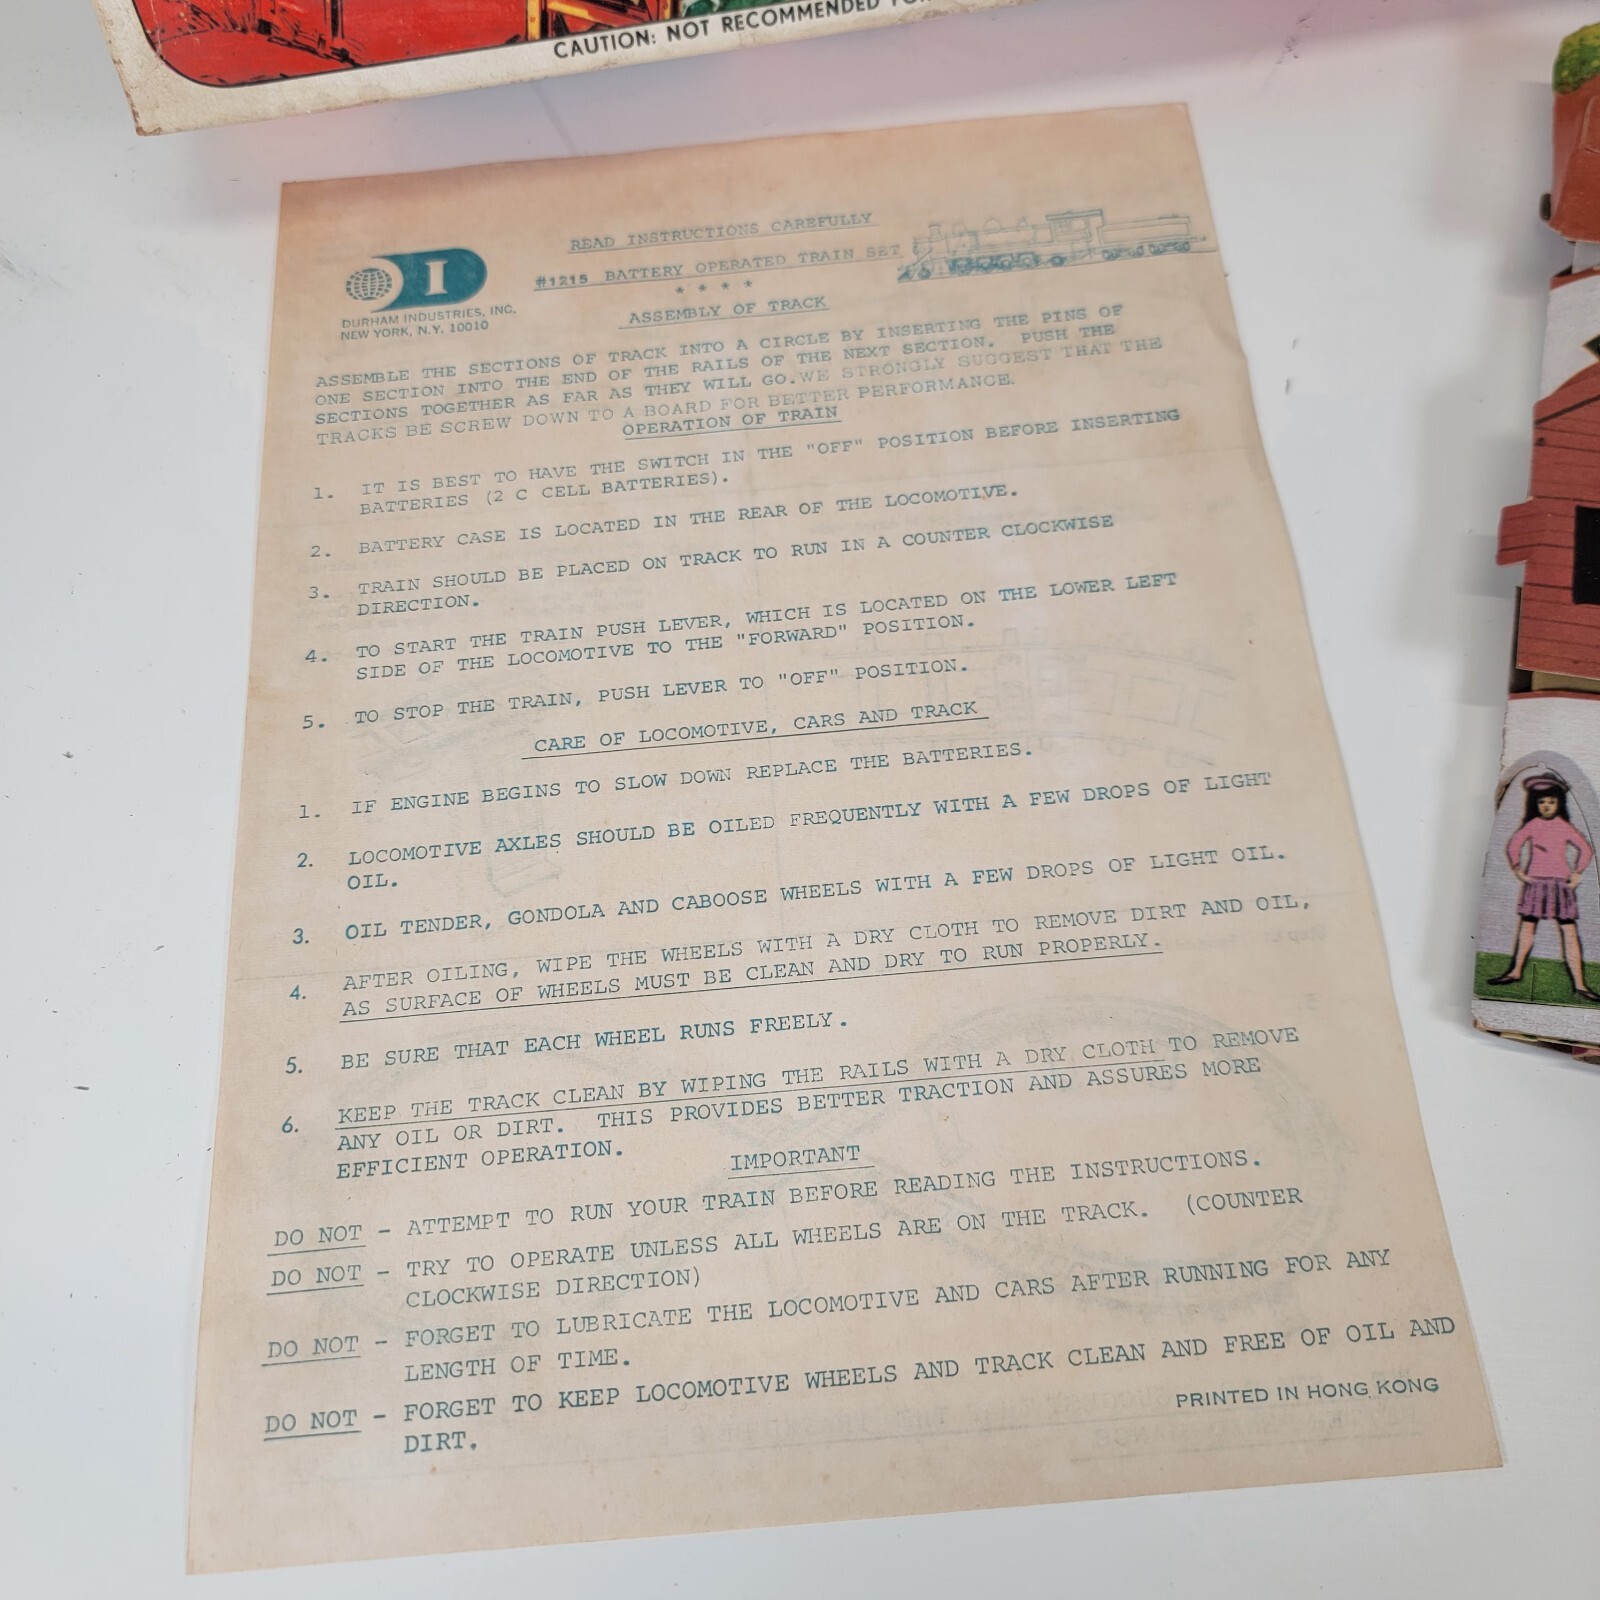 CAUTION: NOT RECOMMENDED
READ INSTRUCTIONS CAREFULLY
#1215 BATTERY OPERATED TRAIN SET
* * * *
I
DURHAM INDUSTRIES, INC.
NEW YORK, N.Y. 10010
ASSEMBLY OF TRACK
ASSEMBLE THE SECTIONS OF TRACK INTO A CIRCLE BY INSERTING THE PINS OF
ONE SECTION INTO THE END OF THE RAILS OF THE NEXT SECTION. PUSH THE
SECTIONS TOGETHER AS FAR AS THEY WILL GO.WE STRONGLY SUGGEST THAT THE
TRACKS BE SCREW DOWN TO A BOARD FOR BETTER PERFORMANCE.
OPERATION OF TRAIN
1. IT IS BEST TO HAVE THE SWITCH IN THE "OFF" POSITION BEFORE INSERTING
BATTERIES (2 C CELL BATTERIES).
2. BATTERY CASE IS LOCATED IN THE REAR OF THE LOCOMOTIVE.
3. TRAIN SHOULD BE PLACED ON TRACK TO RUN IN A COUNTER CLOCKWISE
DIRECTION.
4. TO START THE TRAIN PUSH LEVER, WHICH IS LOCATED ON THE LOWER LEFT
SIDE OF THE LOCOMOTIVE TO THE "FORWARD" POSITION.
5. TO STOP THE TRAIN, PUSH LEVER TO "OFF" POSITION.
CARE OF LOCOMOTIVE, CARS AND TRACK
1. IF ENGINE BEGINS TO SLOW DOWN REPLACE THE BATTERIES.
2. LOCOMOTIVE AXLES SHOULD BE OILED FREQUENTLY WITH A FEW DROPS OF LIGHT
OIL.
3. OIL TENDER, GONDOLA AND CABOOSE WHEELS WITH A FEW DROPS OF LIGHT OIL.
4. AFTER OILING, WIPE THE WHEELS WITH A DRY CLOTH TO REMOVE DIRT AND OIL,
AS SURFACE OF WHEELS MUST BE CLEAN AND DRY TO RUN PROPERLY.
5. BE SURE THAT EACH WHEEL RUNS FREELY.
6. KEEP THE TRACK CLEAN BY WIPING THE RAILS WITH A DRY CLOTH TO REMOVE
ANY OIL OR DIRT. THIS PROVIDES BETTER TRACTION AND ASSURES MORE
EFFICIENT OPERATION.
IMPORTANT
DO NOT - ATTEMPT TO RUN YOUR TRAIN BEFORE READING THE INSTRUCTIONS.
DO NOT - TRY TO OPERATE UNLESS ALL WHEELS ARE ON THE TRACK. (COUNTER
CLOCKWISE DIRECTION)
DO NOT - FORGET TO LUBRICATE THE LOCOMOTIVE AND CARS AFTER RUNNING FOR ANY
LENGTH OF TIME.
DO NOT - FORGET TO KEEP LOCOMOTIVE WHEELS AND TRACK CLEAN AND FREE OF OIL AND
DIRT.
PRINTED IN HONG KONG